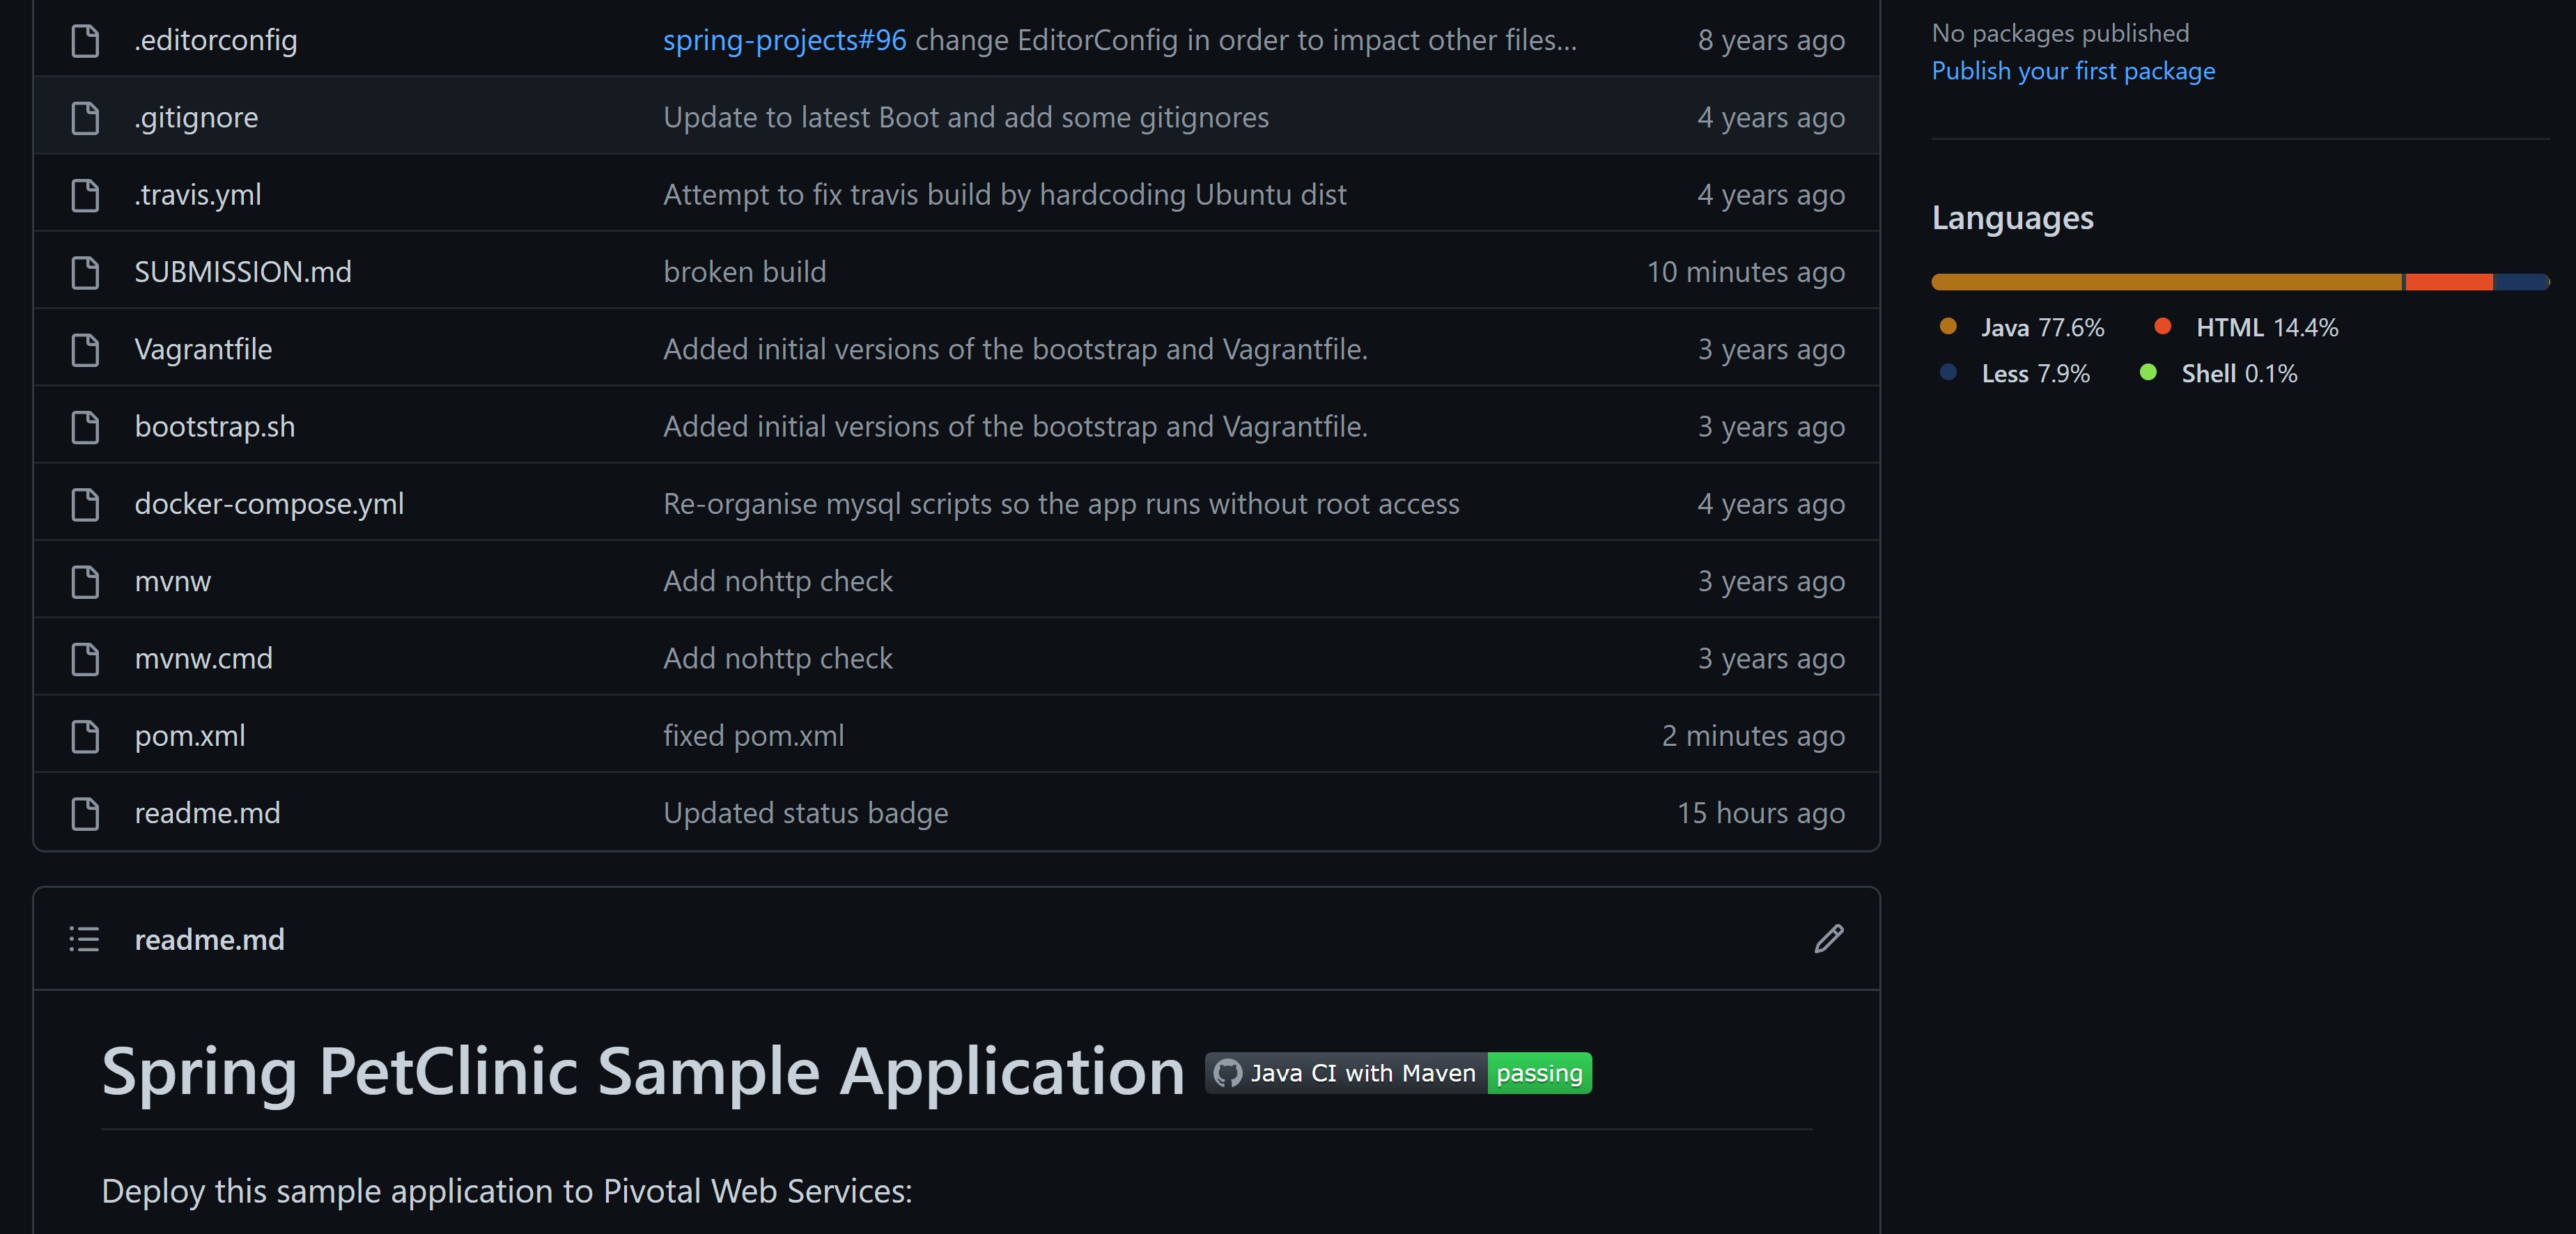 .editorconfig spring-projects#96 change EditorConfig in order to impact other files... 8 years ago
.gitignore Update to latest Boot and add some gitignores 4 years ago
.travis.yml Attempt to fix travis build by hardcoding Ubuntu dist 4 years ago
SUBMISSION.md broken build 10 minutes ago
Vagrantfile Added initial versions of the bootstrap and Vagrantfile. 3 years ago
bootstrap.sh Added initial versions of the bootstrap and Vagrantfile. 3 years ago
docker-compose.yml Re-organise mysql scripts so the app runs without root access 4 years ago
mvnw Add nohttp check 3 years ago
mvnw.cmd Add nohttp check 3 years ago
pom.xml fixed pom.xml 2 minutes ago
readme.md Updated status badge 15 hours ago
readme.md
Spring PetClinic Sample Application Java CI with Maven passing
Deploy this sample application to Pivotal Web Services:
No packages published
Publish your first package
Languages
Java 77.6% HTML 14.4%
Less 7.9% Shell 0.1%